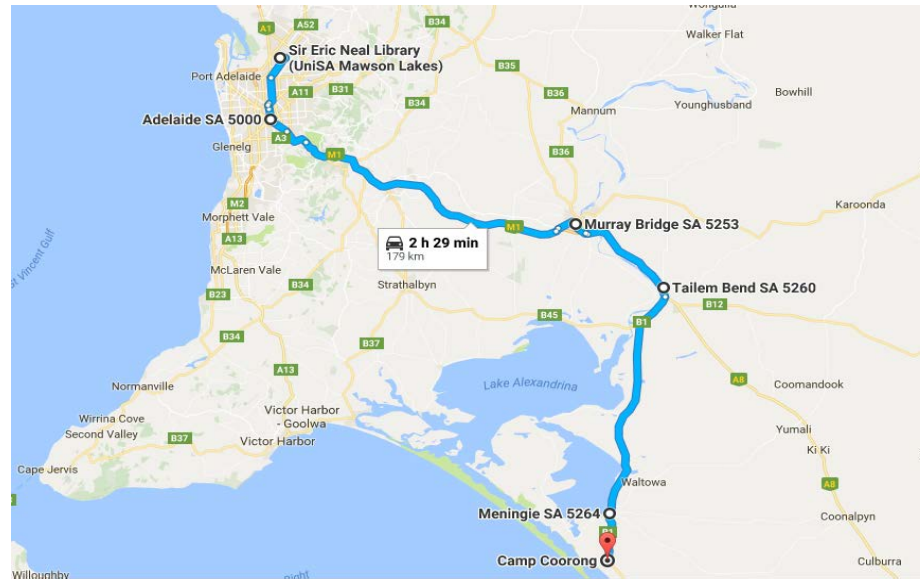 Wongulla
A1
A52
B34
Walker Flat
Sir Eric Neal Library
(UniSA Mawson Lakes)
B35
Port Adelaide
A11
B31
B34
B36
Mannum
Younghusband
Bowhill
Adelaide SA 5000
A3
Glenelg
M1
B36
M2
Karoonda
Morphett Vale
M1
Murray Bridge SA 5253
A13
2 h 29 min
179 km
McLaren Vale
B34
Strathalbyn
Tailem Bend SA 5260
B23
B12
B45
B1
St Vincent Gulf
B34
B37
A13
Lake Alexandrina
A8
Normanville
Coomandook
Victor Harbor
- Goolwa
Wirrina Cove
Second Valley
B37
Victor Harbor
Yumali
Ki Ki
Cape Jervis
Waltowa
A8
Meningie SA 5264
Coonalpyn
B1
Camp Coorong
Culburra
Willoughby